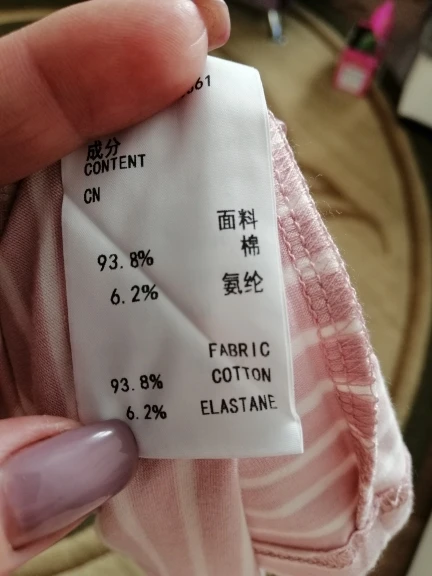 61
成分
CONTENT
CN
面料
93.8% 棉
6.2% 氨纶
FABRIC
93.8% COTTON
6.2% ELASTANE